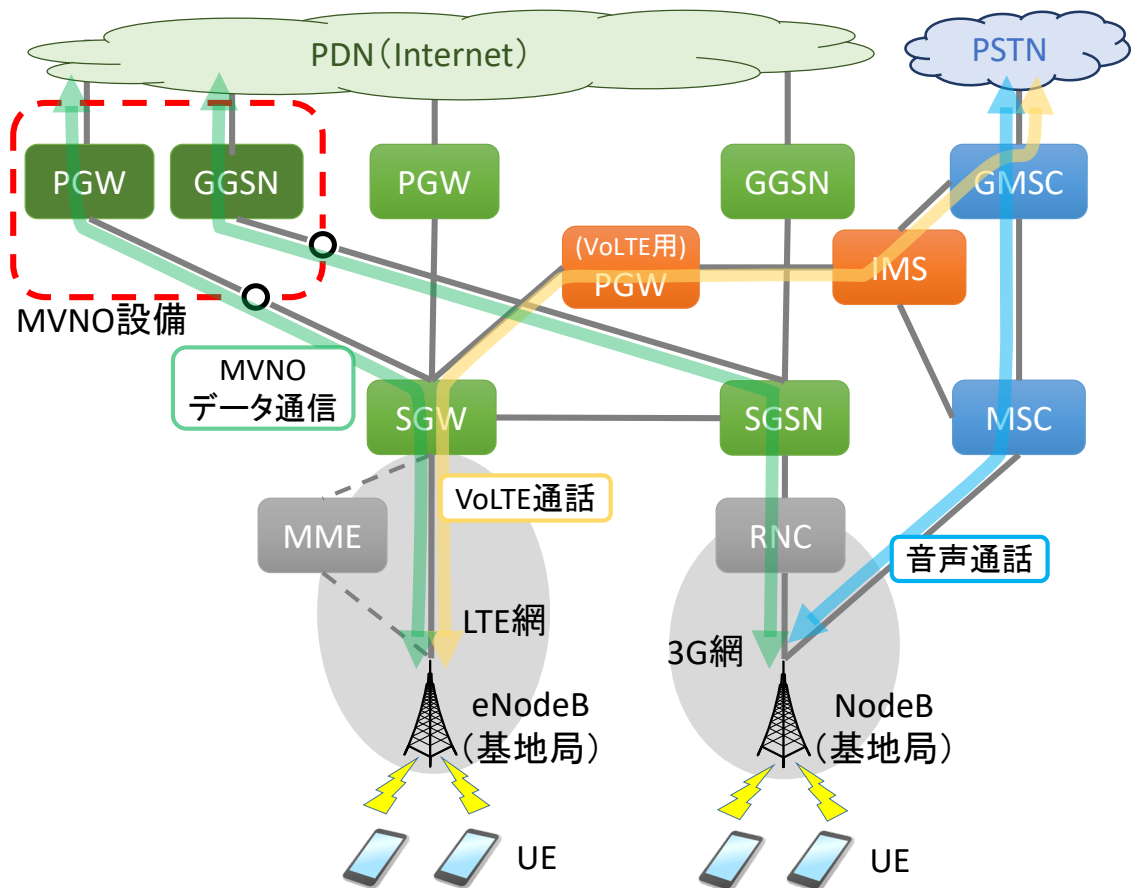 PDN（Internet）
PSTN
PGW
GGSN
PGW
GGSN
GMSC
(VoLTE用)
PGW
IMS
MVNO設備
MVNO
データ通信
SGW
SGSN
MSC
VoLTE通話
MME
RNC
音声通話
LTE網
3G網
eNodeB
（基地局）
NodeB
（基地局）
UE
UE